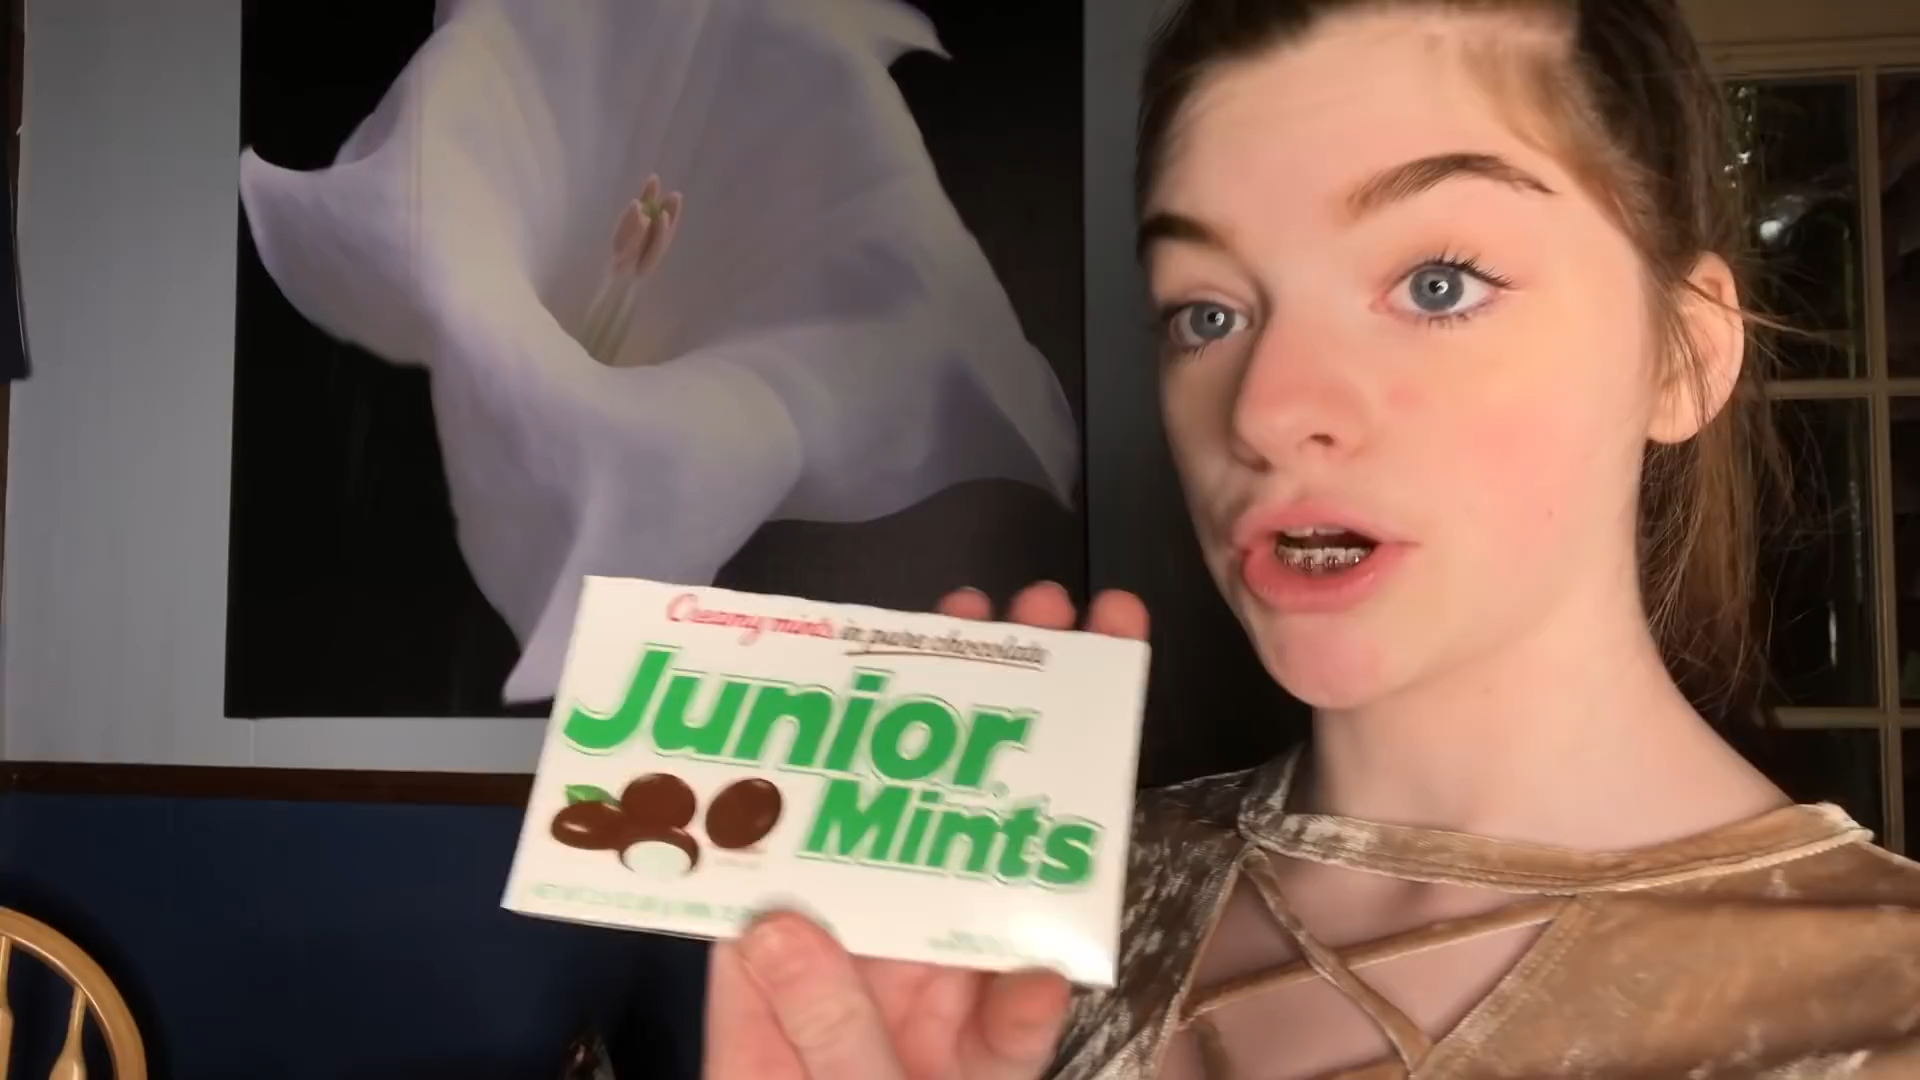 Creamy mints in pure chocolate
Junior
Mints